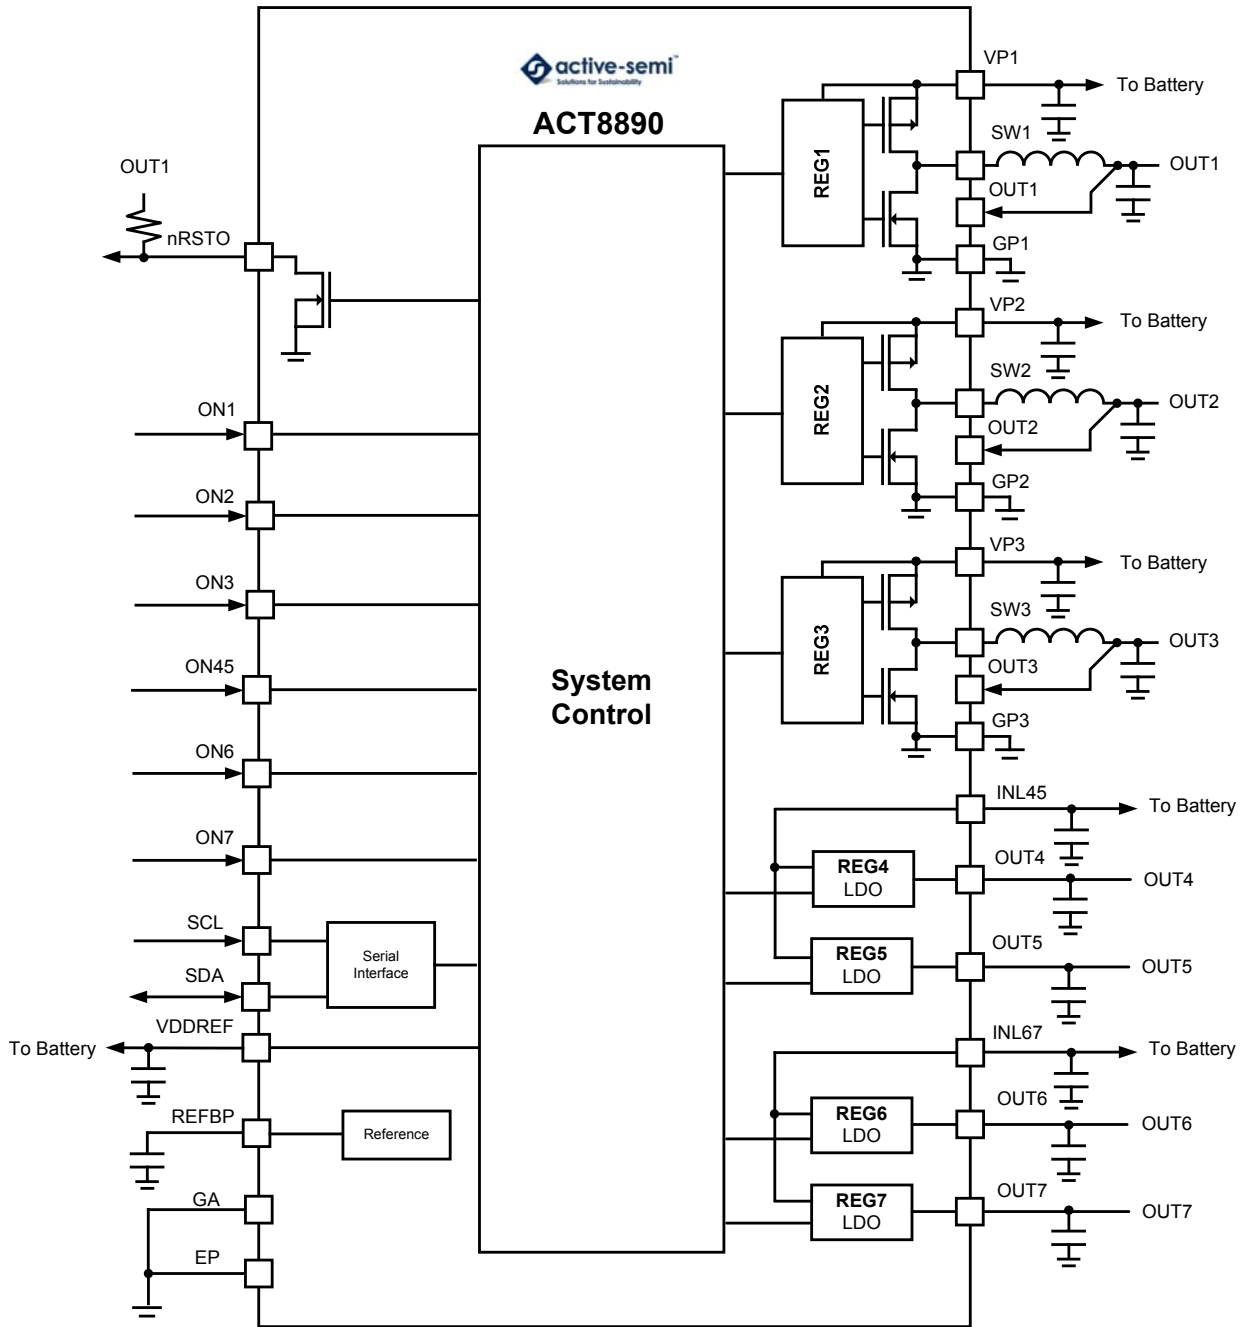 active-semi™
Solutions for Sustainability
ACT8890
System
Control
OUT1
nRSTO
ON1
ON2
ON3
ON45
ON6
ON7
SCL
SDA
Serial
Interface
VDDREF
To Battery
REFBP
Reference
GA
EP
REG1
VP1
To Battery
SW1
OUT1
OUT1
GP1
REG2
VP2
To Battery
SW2
OUT2
OUT2
GP2
REG3
VP3
To Battery
SW3
OUT3
OUT3
GP3
INL45
To Battery
REG4
LDO
OUT4
OUT4
REG5
LDO
OUT5
OUT5
INL67
To Battery
REG6
LDO
OUT6
OUT6
REG7
LDO
OUT7
OUT7